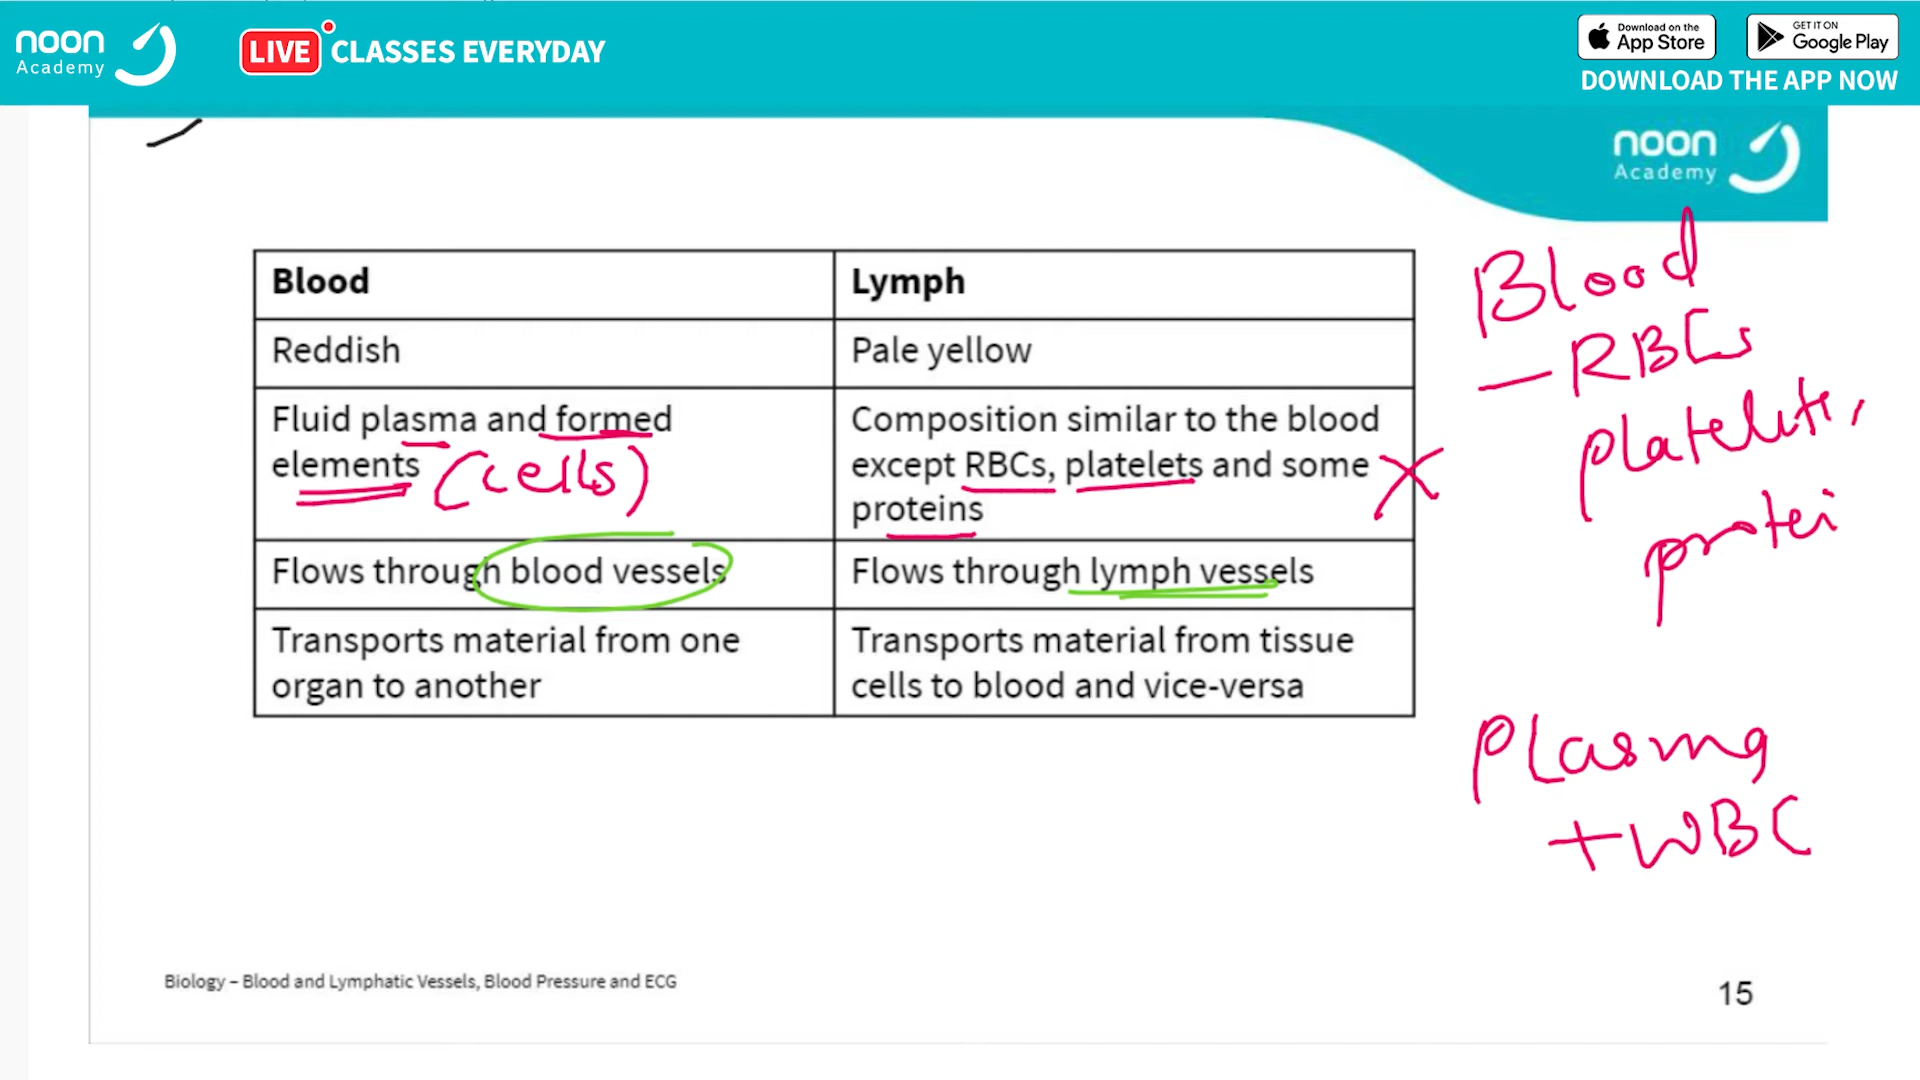 noon
Academy
LIVE CLASSES EVERYDAY
Download on the
App Store
GET IT ON
Google Play
DOWNLOAD THE APP NOW
noon
Academy
Blood
Lymph
Reddish
Pale yellow
Fluid plasma and formed
elements (cells)
Composition similar to the blood
except RBCs, platelets and some
proteins
Flows through blood vessels
Flows through lymph vessels
Transports material from one
organ to another
Transports material from tissue
cells to blood and vice-versa
Blood
- RBCs
protei
Plasma
+ WBC
Biology – Blood and Lymphatic Vessels, Blood Pressure and ECG
15